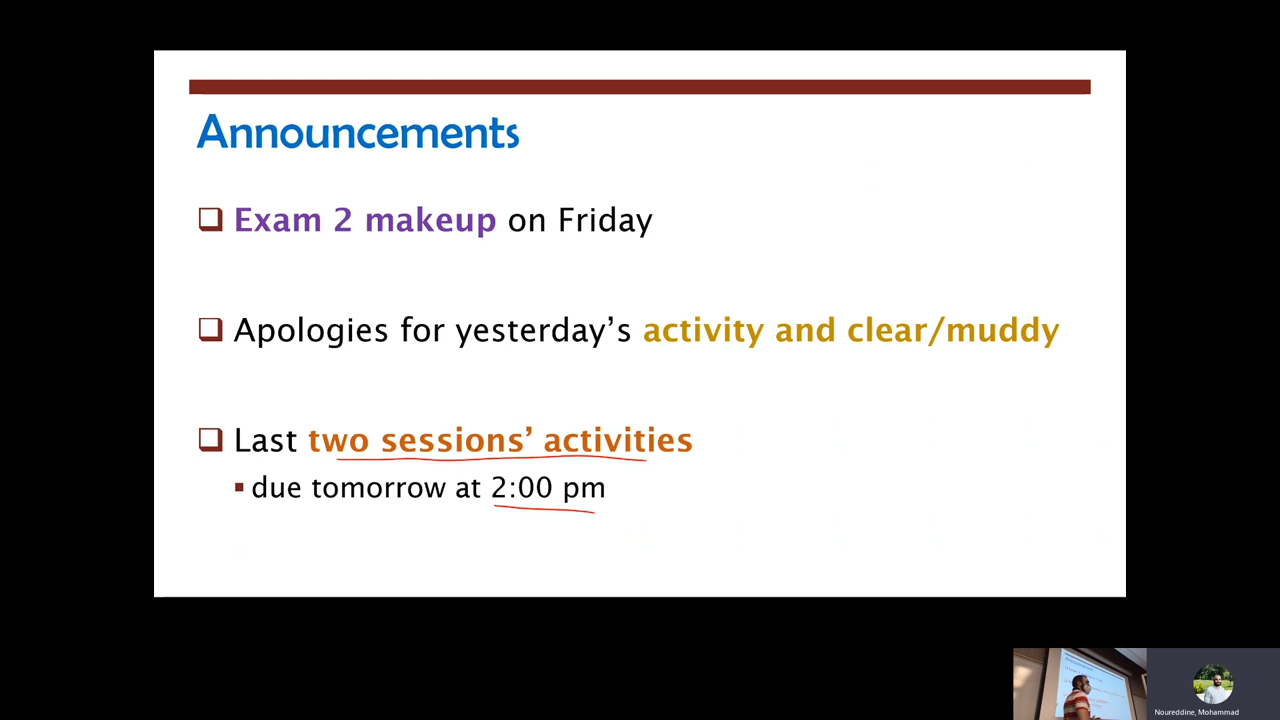 Announcements
❑ Exam 2 makeup on Friday
❑ Apologies for yesterday’s activity and clear/muddy
❑ Last two sessions’ activities
▪ due tomorrow at 2:00 pm
Noureddine, Mohammad